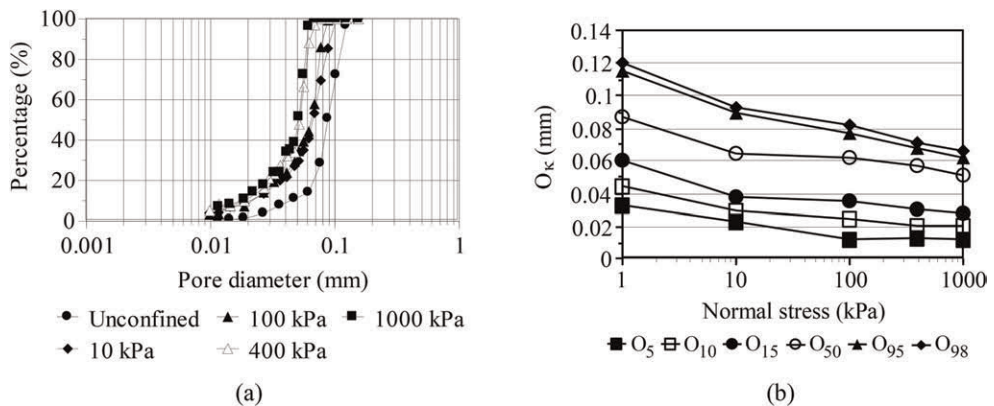 100
80
60
40
20
0
Percentage (%)
0.001 0.01 0.1 1
Pore diameter (mm)
Unconfined 100 kPa 1000 kPa
10 kPa 400 kPa
(a)
0.14
0.12
0.1
0.08
0.06
0.04
0.02
0
Oκ (mm)
1 10 100 1000
Normal stress (kPa)
O5 O10 O15 O50 O95 O98
(b)